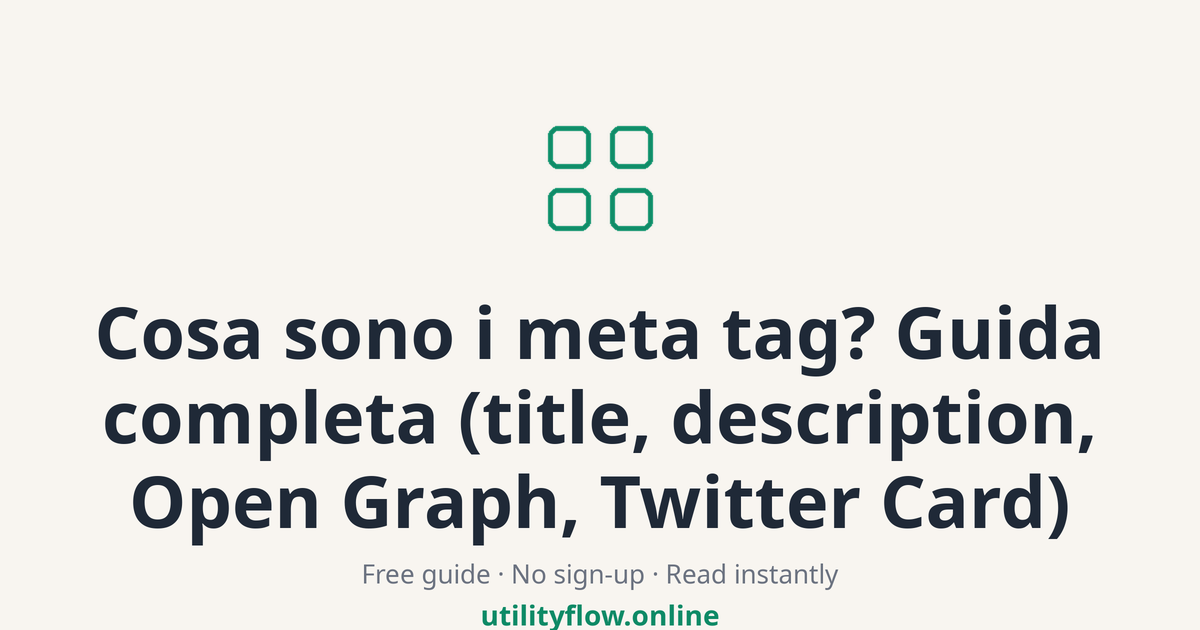 Cosa sono i meta tag? Guida
completa (title, description,
Open Graph, Twitter Card)
Free guide · No sign-up · Read instantly
utilityflow.online